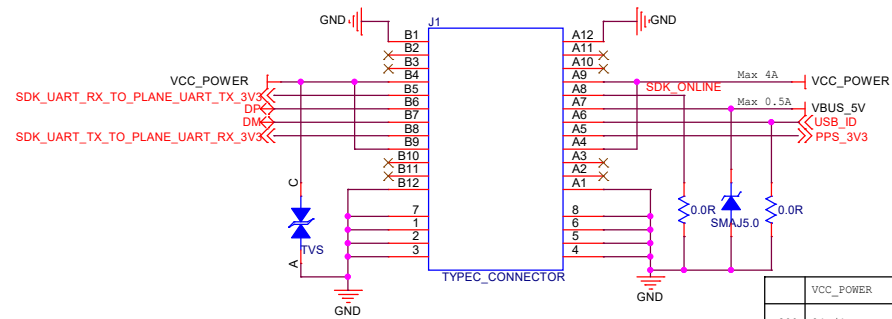 J1
GND
GND
B1 A12
B2 A11
B3 A10
VCC_POWER B4 A9 Max 4A VCC_POWER
SDK_UART_RX_TO_PLANE_UART_TX_3V3 B5 A8 SDK_ONLINE
DP B6 A7 Max 0.5A VBUS_5V
DM B7 A6 USB_ID
SDK_UART_TX_TO_PLANE_UART_RX_3V3 B8 A5 PPS_3V3
B9 A4
B10 A3
B11 A2
B12 A1
C
7 8 0.0R 0.0R
1 6 SMAJ5.0
2 5
TVS
3 4
A
TYPEC_CONNECTOR
GND
GND
VCC_POWER